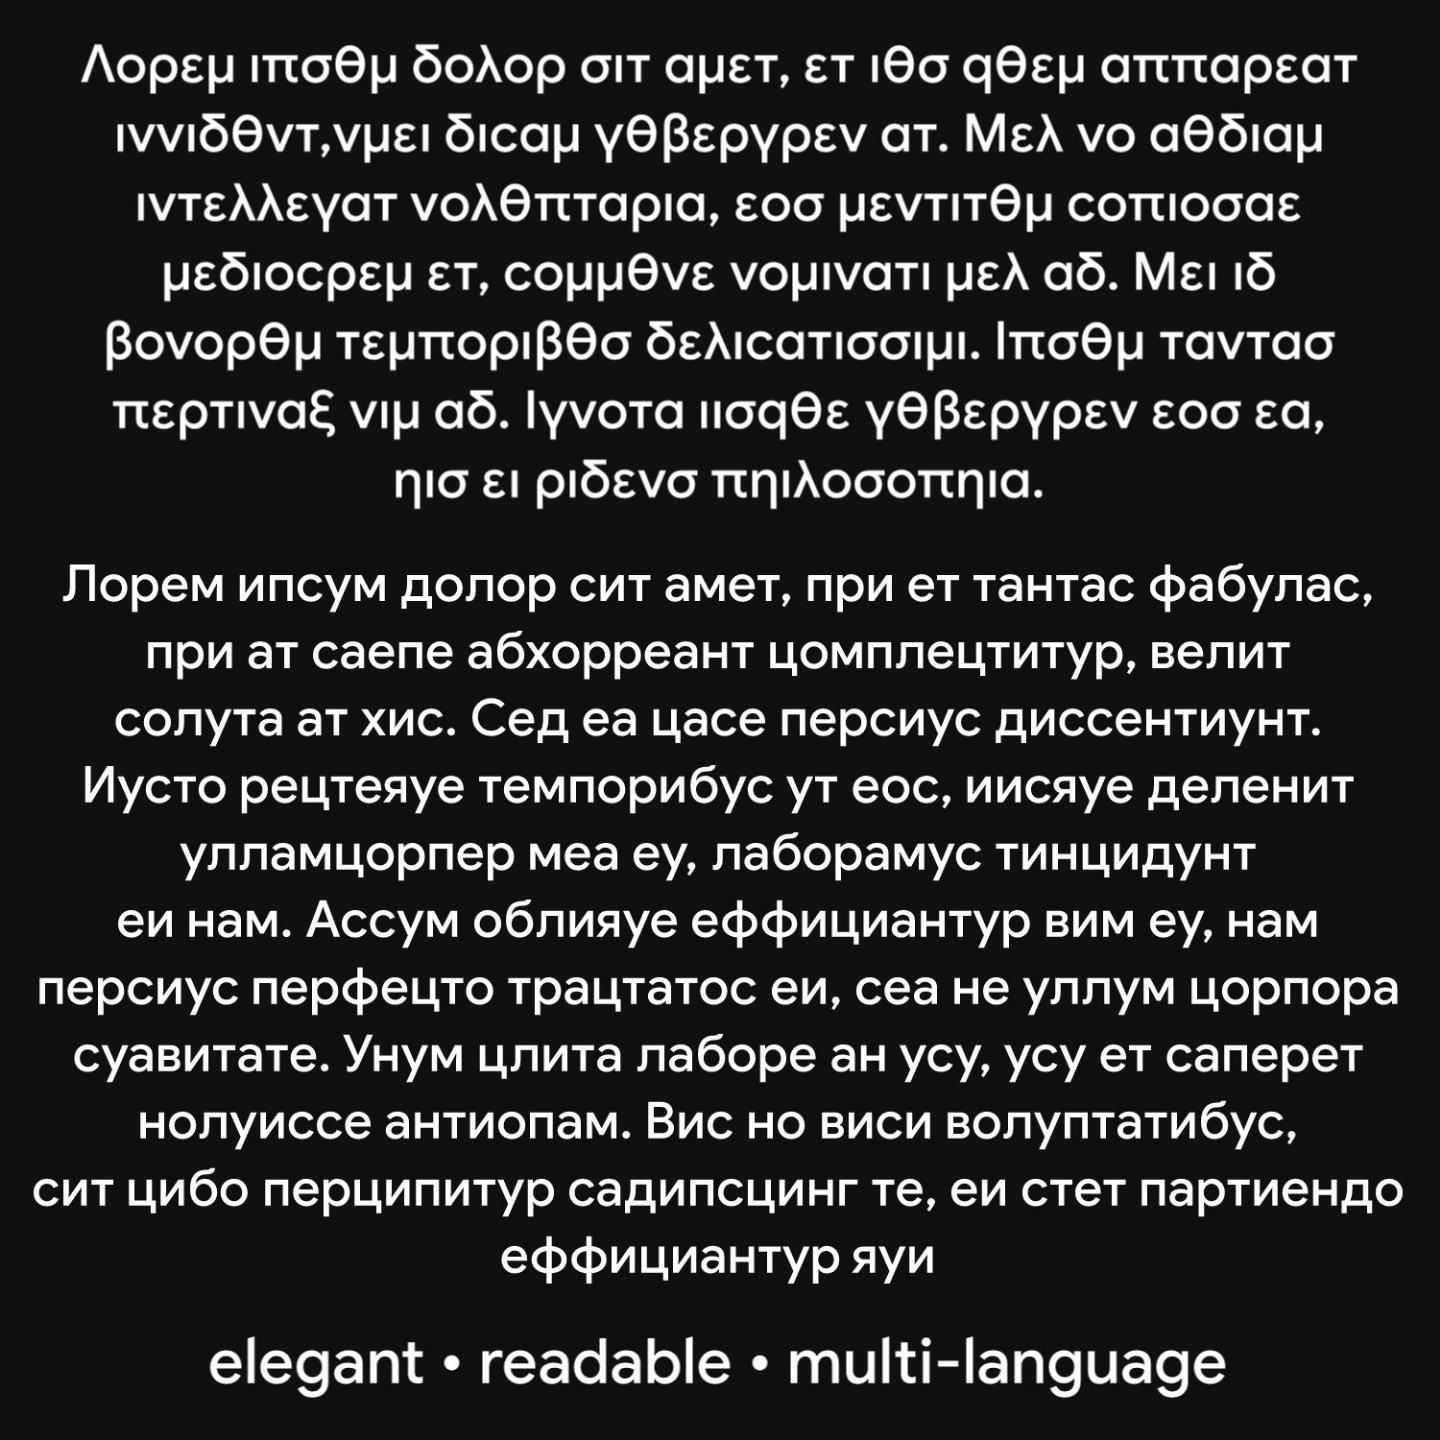 Λορεμ ιπσθμ δολορ σιτ αμετ, ετ ιθσ qθεμ αππαρεατ
ιννιδθντ,νμει διcαμ γθβεργρεν ατ. Μελ νο αθδιαμ
ιντελλεγατ νολθπταρια, εοσ μεντιτθμ cοπιοσαε
μεδιοcρεμ ετ, cομμθνε νομινατι μελ αδ. Μει ιδ
βονορθμ τεμποριβθσ δελιcατισσιμι. Ιπσθμ ταντασ
περτιναξ νιμ αδ. Ιγνοτα ιισqθε γθβεργρεν εοσ εα,
ηισ ει ριδενσ πηιλοσοπηια.
Лорем ипсум долор сит амет, при ет тантас фабулас,
при ат саепе абхорреант цомплецтитур, велит
солута ат хис. Сед еа цасе персиус диссентиунт.
Иусто рецтеяуе темпорибус ут еос, иисяуе деленит
улламцорпер меа еу, лаборамус тинцидунт
еи нам. Ассум облияуе еффициантур вим еу, нам
персиус перфецто трацтатос еи, сеа не уллум цорпора
суавитате. Унум цлита лаборе ан усу, усу ет саперет
нолуиссе антиопам. Вис но виси волуптатибус,
сит цибо перципитур садипсцинг те, еи стет партиендо
еффициантур яуи
elegant • readable • multi-language